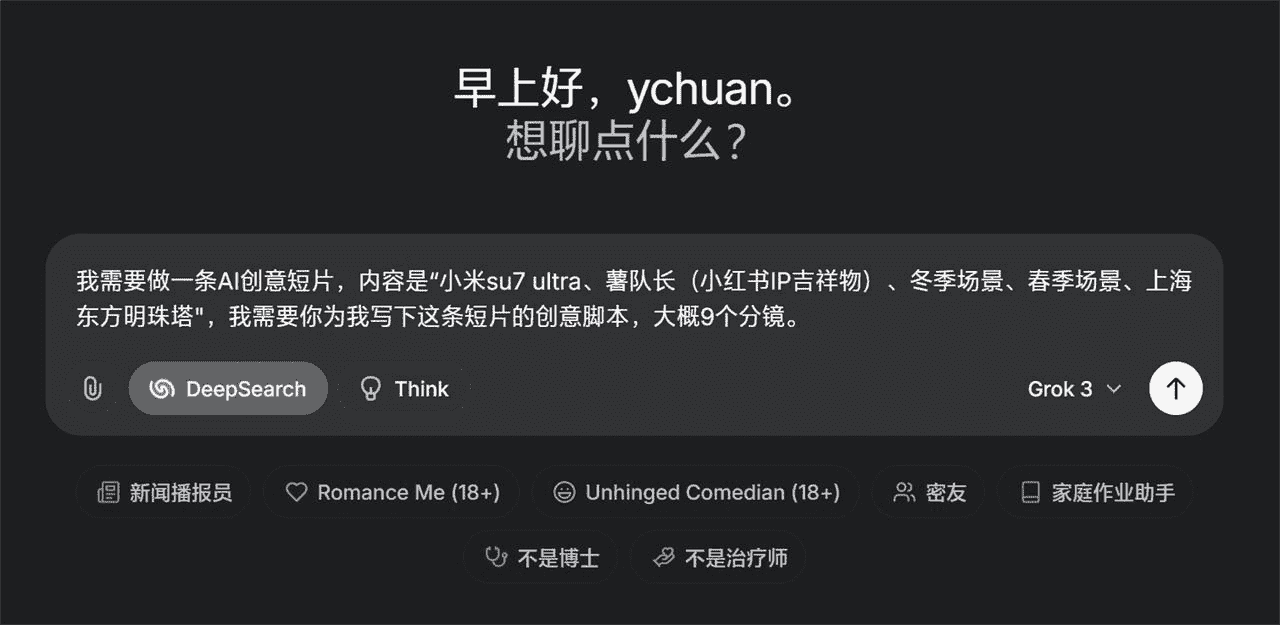 早上好，ychuan。
想聊点什么？
我需要做一条AI创意短片，内容是“小米su7 ultra、薯队长（小红书IP吉祥物）、冬季场景、春季场景、上海
东方明珠塔"，我需要你为我写下这条短片的创意脚本，大概9个分镜。
DeepSearch Think Grok 3
新闻播报员 Romance Me (18+) Unhinged Comedian (18+) 密友 家庭作业助手
不是博士 不是治疗师